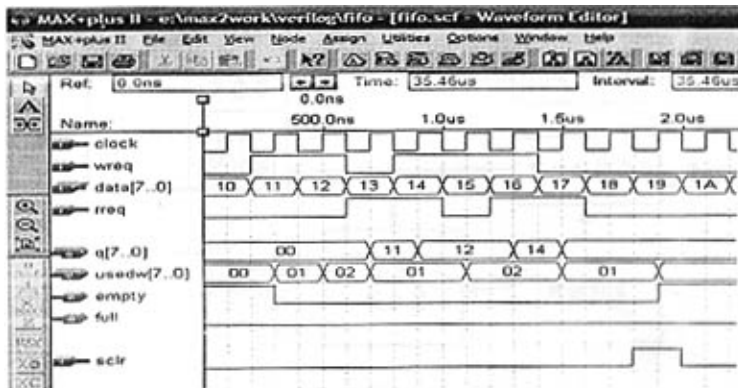 MAX+plus II - e:\max2work\verilog\fifo - [fifo.scf - Waveform Editor]
MAX+plus II File Edit View Node Assign Utilities Options Window Help
Ref: 0.0ns Time: 35.46us Interval: 35.46us
0.0ns
Name: 500.0ns 1.0us 1.5us 2.0us
clock
wreq
data[7..0] 10 11 12 13 14 15 16 17 18 19 1A
rreq
q[7..0] 00 11 12 14
usedw[7..0] 00 01 02 01 02 01
empty
full
sclr